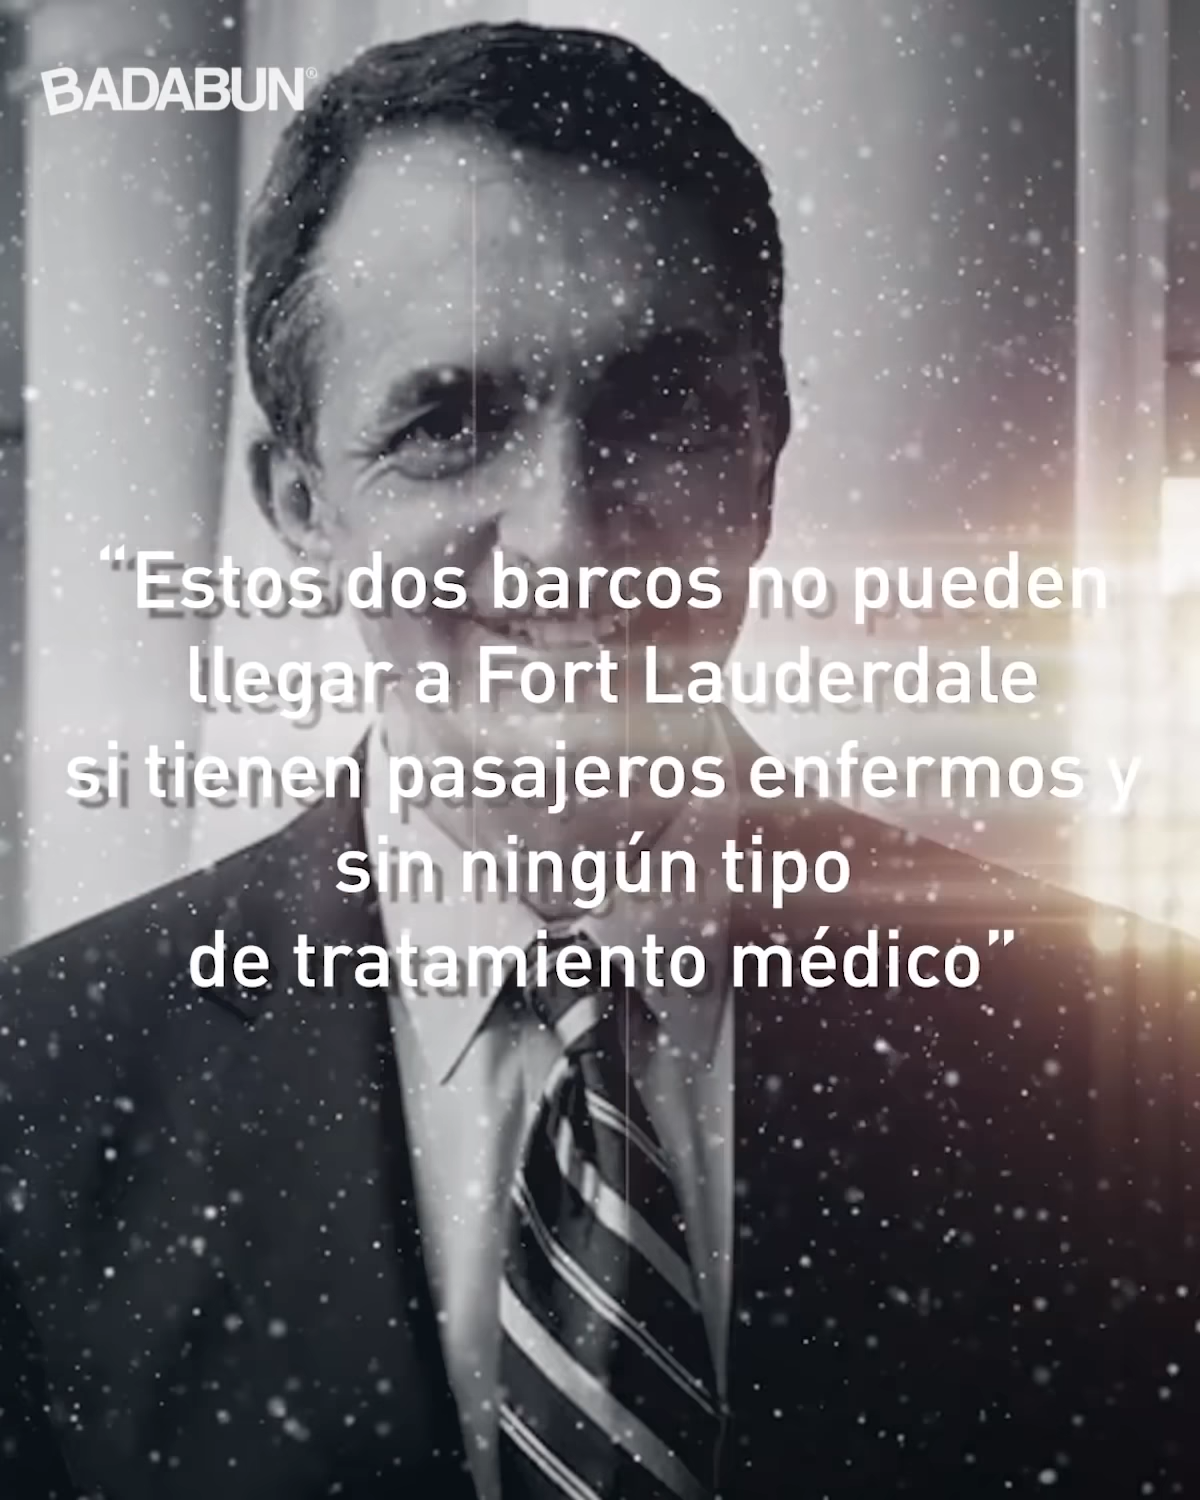 BADABUN®
“Estos dos barcos no pueden
llegar a Fort Lauderdale
si tienen pasajeros enfermos y
sin ningún tipo
de tratamiento médico”